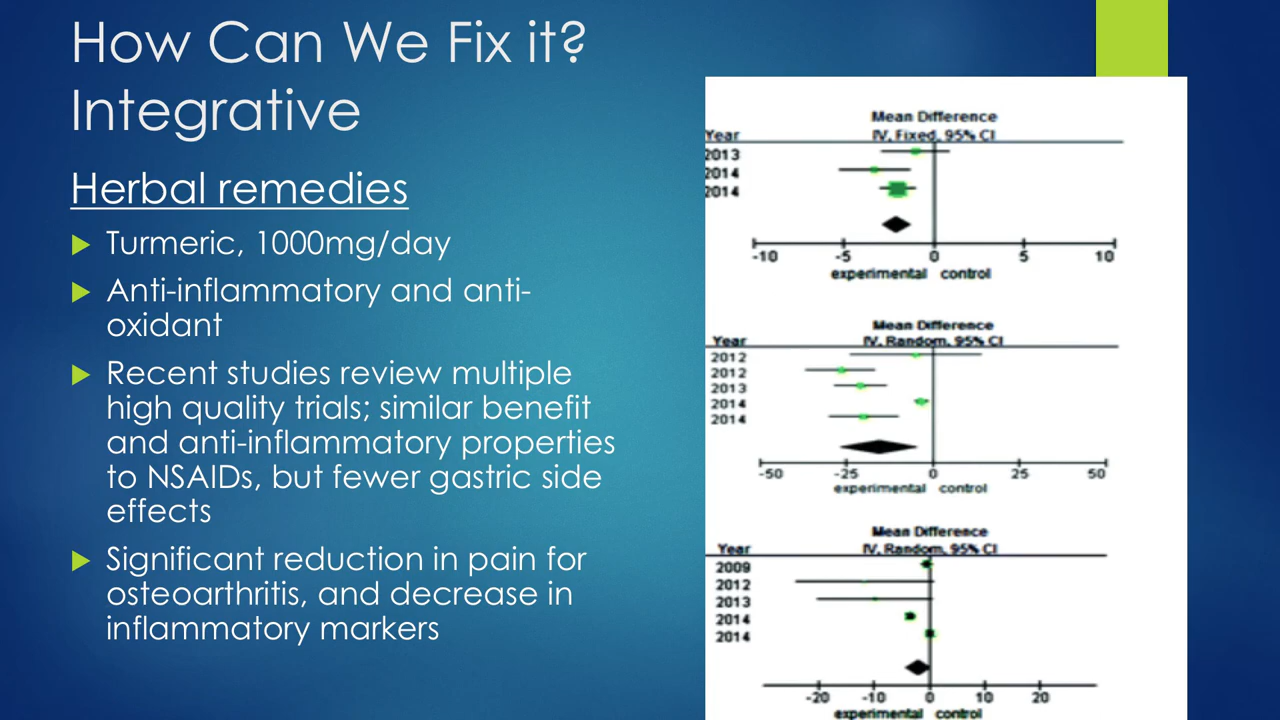 How Can We Fix it?
Integrative
Herbal remedies
Turmeric, 1000mg/day
Anti-inflammatory and anti-
oxidant
Recent studies review multiple
high quality trials; similar benefit
and anti-inflammatory properties
to NSAIDs, but fewer gastric side
effects
Significant reduction in pain for
osteoarthritis, and decrease in
inflammatory markers
Mean Difference
Year IV, Fixed, 95% CI
2013
2014
2014
-10 -5 0 5 10
experimental control
Mean Difference
Year IV, Random, 95% CI
2012
2012
2013
2014
2014
-50 -25 0 25 50
experimental control
Mean Difference
Year IV, Random, 95% CI
2009
2012
2013
2014
2014
-20 -10 0 10 20
experimental control